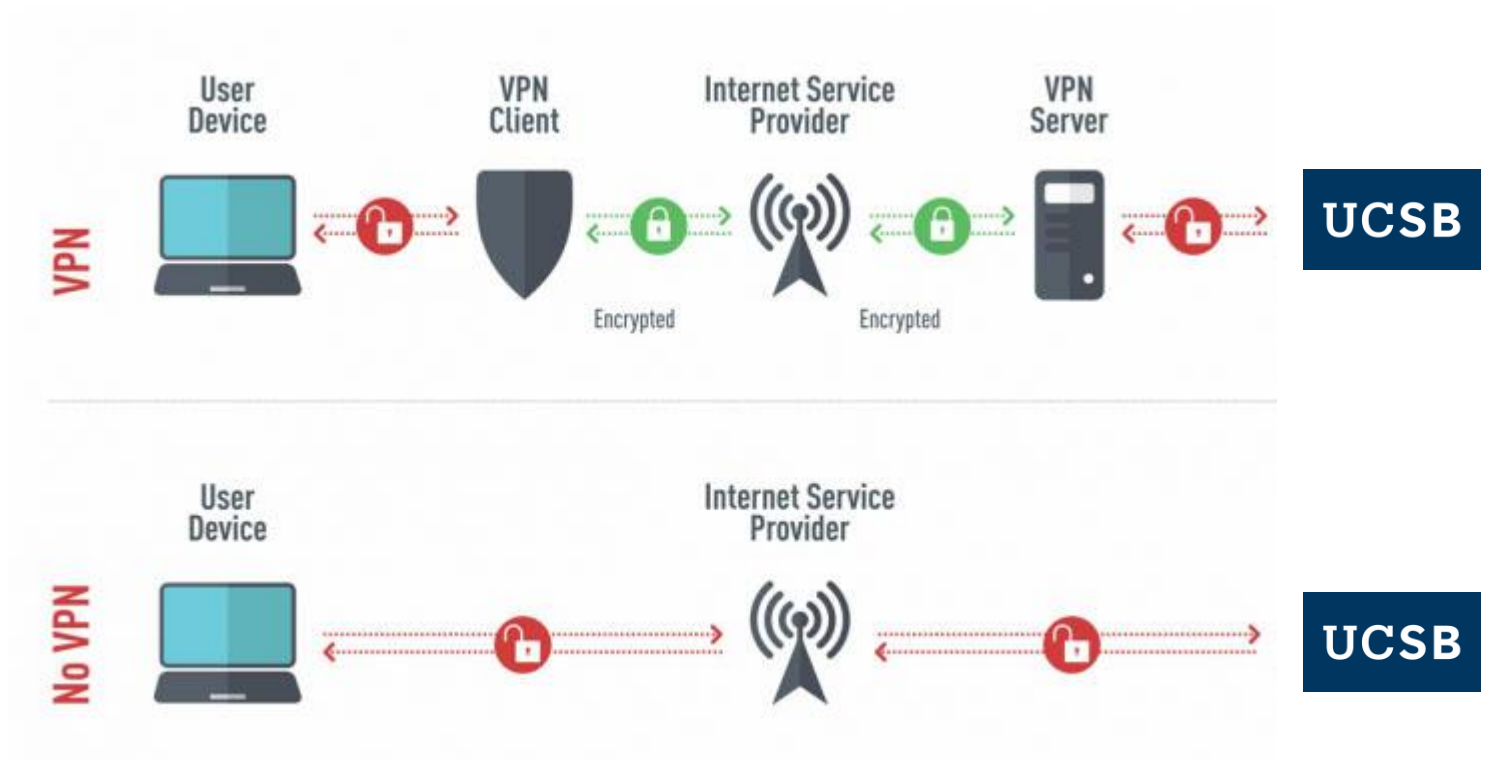 User
Device
VPN
Client
Internet Service
Provider
VPN
Server
VPN
UCSB
Encrypted
Encrypted
User
Device
Internet Service
Provider
No VPN
UCSB